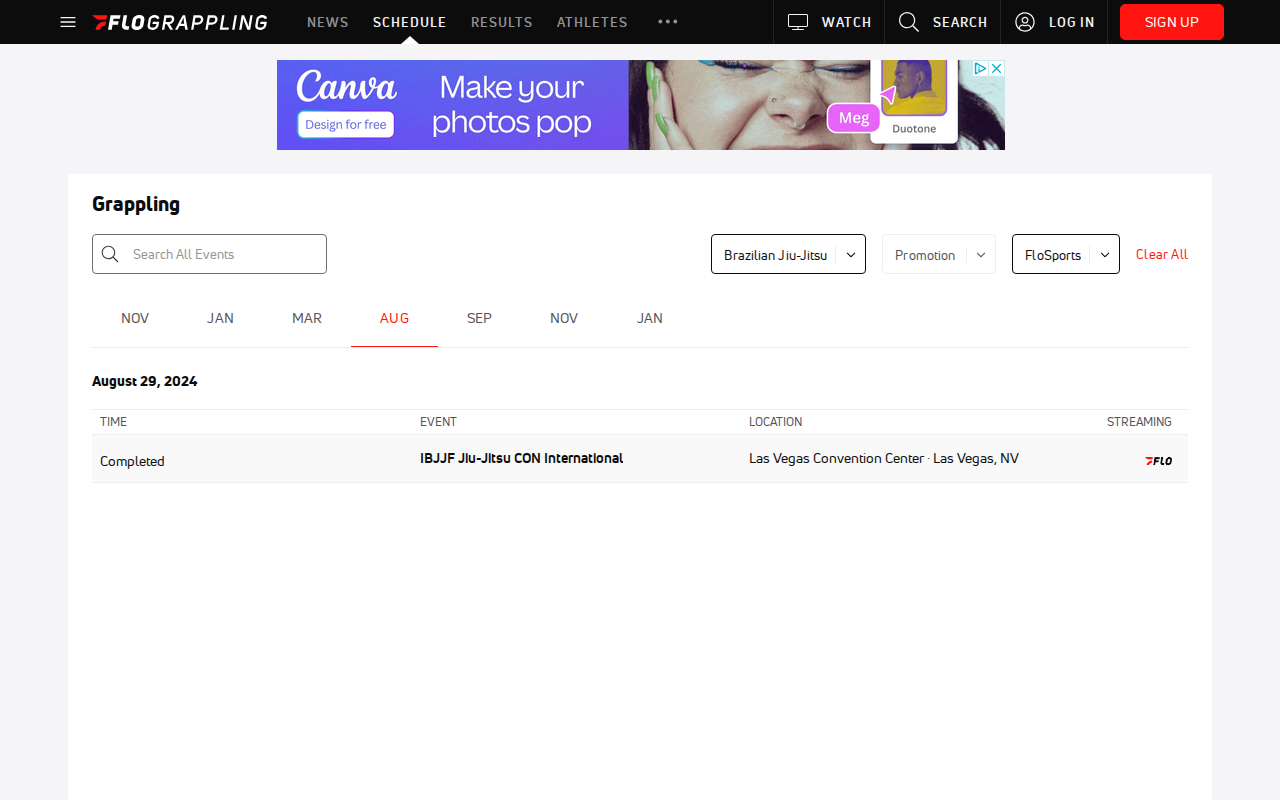 FLOGRAPPLING NEWS SCHEDULE RESULTS ATHLETES ••• WATCH SEARCH LOG IN SIGN UP
Canva
Design for free
Make your
photos pop
Meg
Duotone
Grappling
Search All Events
Brazilian Jiu-Jitsu
Promotion
FloSports
Clear All
NOV JAN MAR AUG SEP NOV JAN
August 29, 2024
TIME EVENT LOCATION STREAMING
Completed IBJJF Jiu-Jitsu CON International Las Vegas Convention Center · Las Vegas, NV FLO